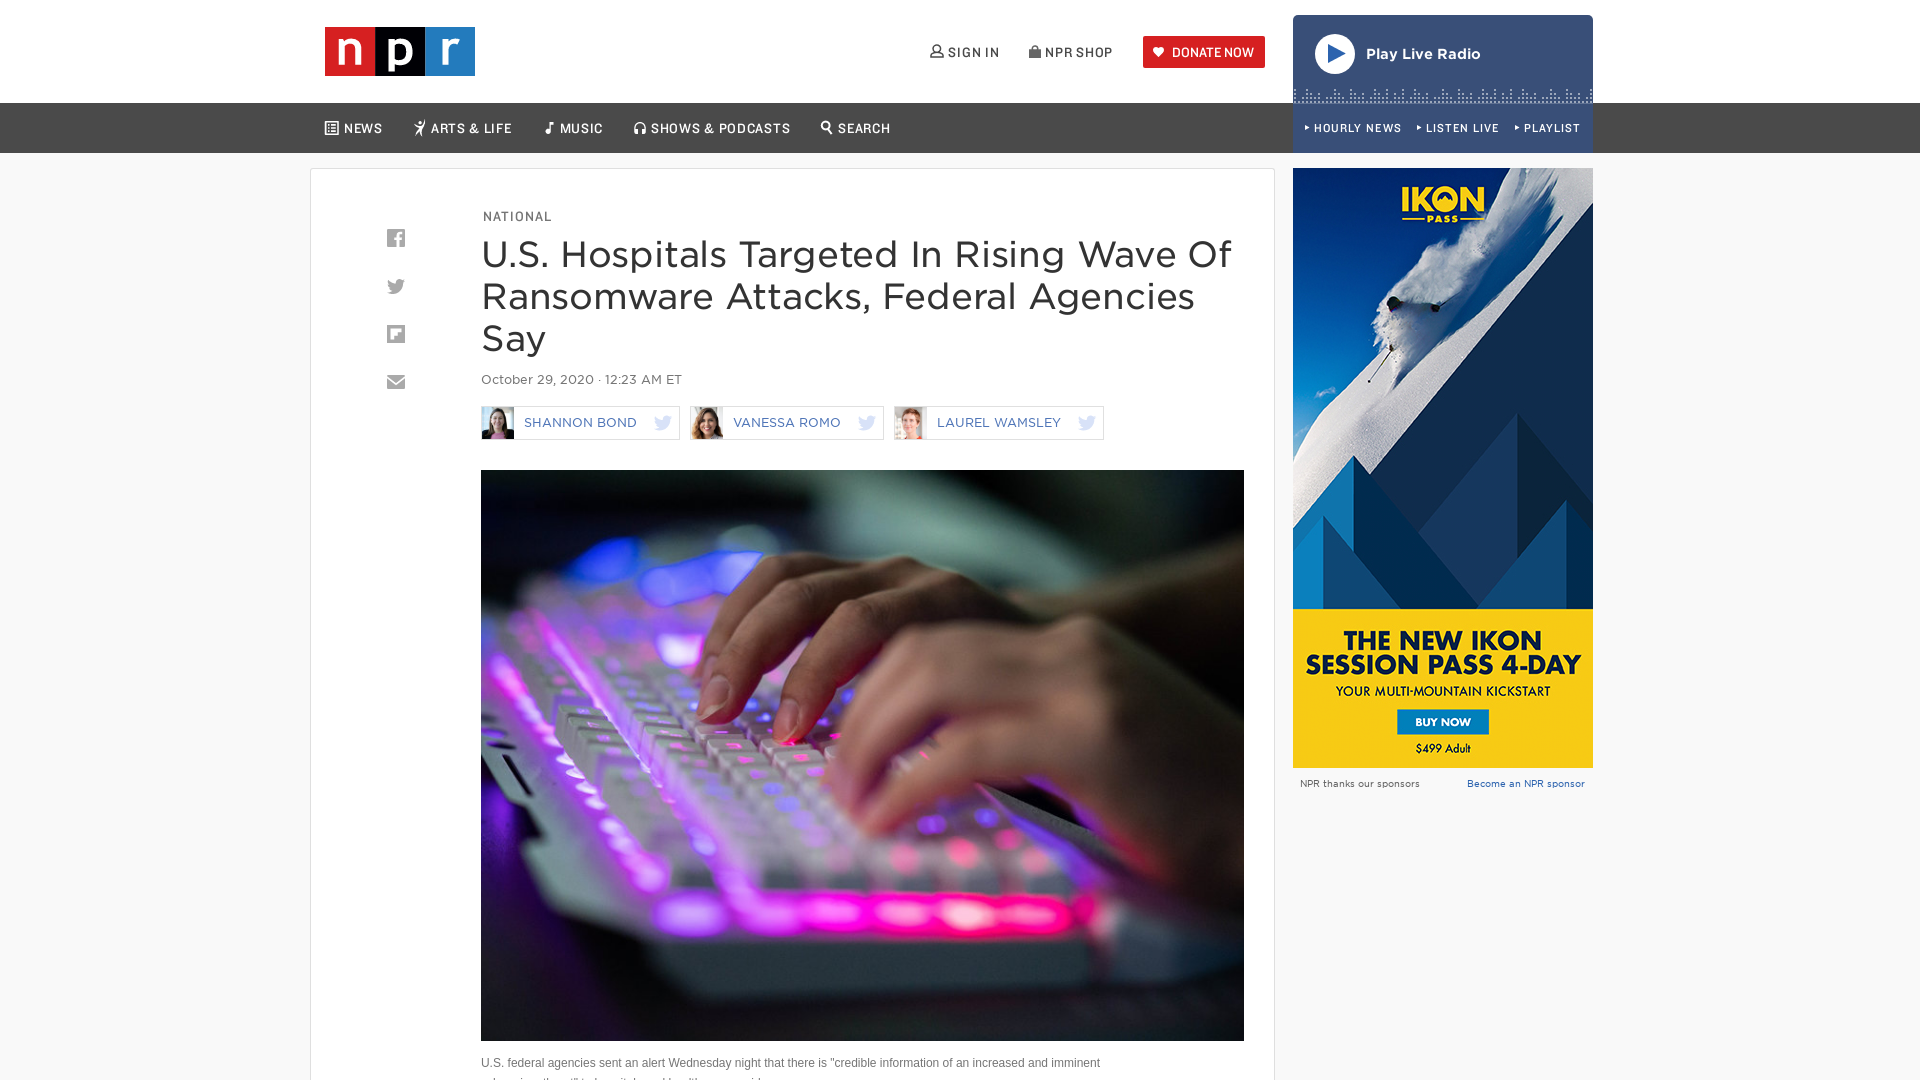 npr
SIGN IN
NPR SHOP
DONATE NOW
Play Live Radio
NEWS
ARTS & LIFE
MUSIC
SHOWS & PODCASTS
SEARCH
HOURLY NEWS
LISTEN LIVE
PLAYLIST
NATIONAL
U.S. Hospitals Targeted In Rising Wave Of
Ransomware Attacks, Federal Agencies
Say
October 29, 2020 · 12:23 AM ET
SHANNON BOND
VANESSA ROMO
LAUREL WAMSLEY
U.S. federal agencies sent an alert Wednesday night that there is "credible information of an increased and imminent
IKON
PASS
THE NEW IKON
SESSION PASS 4-DAY
YOUR MULTI-MOUNTAIN KICKSTART
BUY NOW
$499 Adult
NPR thanks our sponsors
Become an NPR sponsor